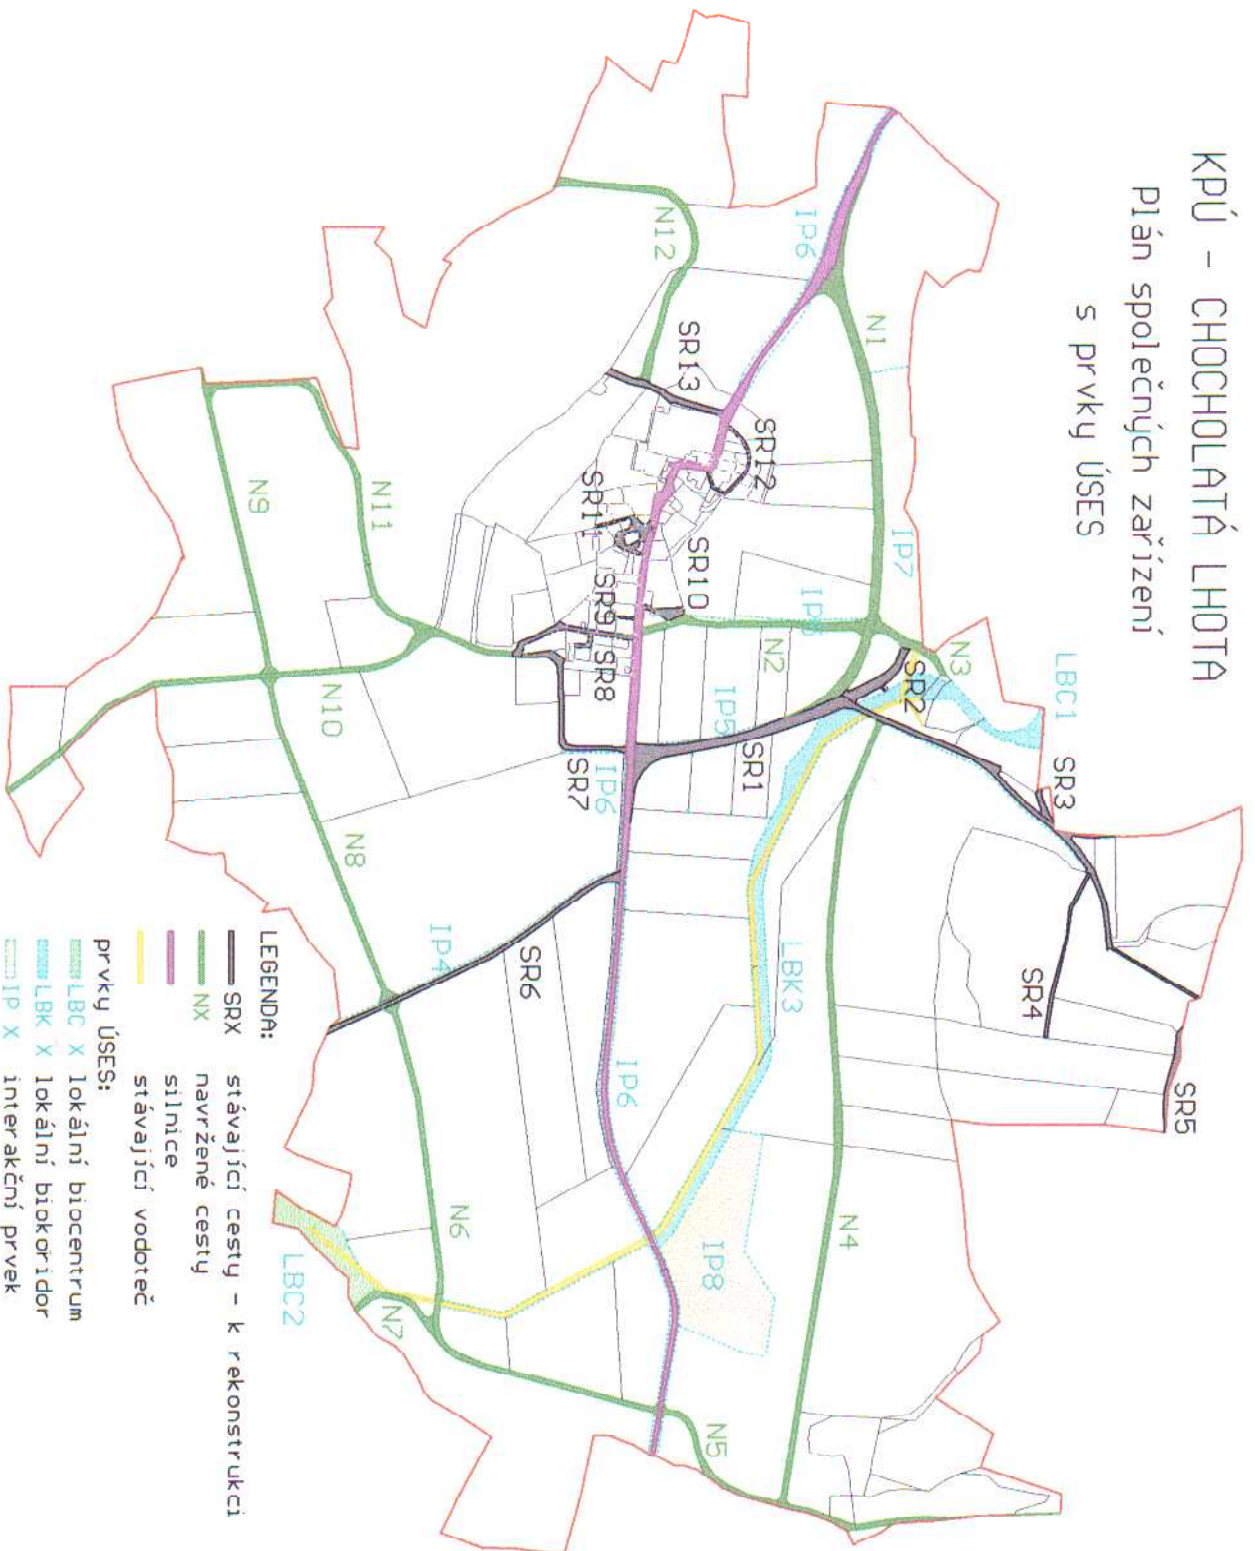 KPÚ - CHOCHOLATÁ LHOTA
Plán společných zařízení
s prvky ÚSES
IP6
N12
N1
SR13
SR12
SR11
SR10
IP7
N11
N9
SR9
SR8
N2
N3
SR2
LBC1
IP5
SR1
SR3
N10
SR7
IP6
N8
IP4
SR6
LBK3
SR4
SR5
IP6
N4
IP8
N6
LBC2
N7
N5
LEGENDA:
SRX stávající cesty - k rekonstrukci
NX navržené cesty
silnice
stávající vodoteč
prvky ÚSES:
LBC X lokální biocentrum
LBK X lokální biokoridor
IP X interakční prvek